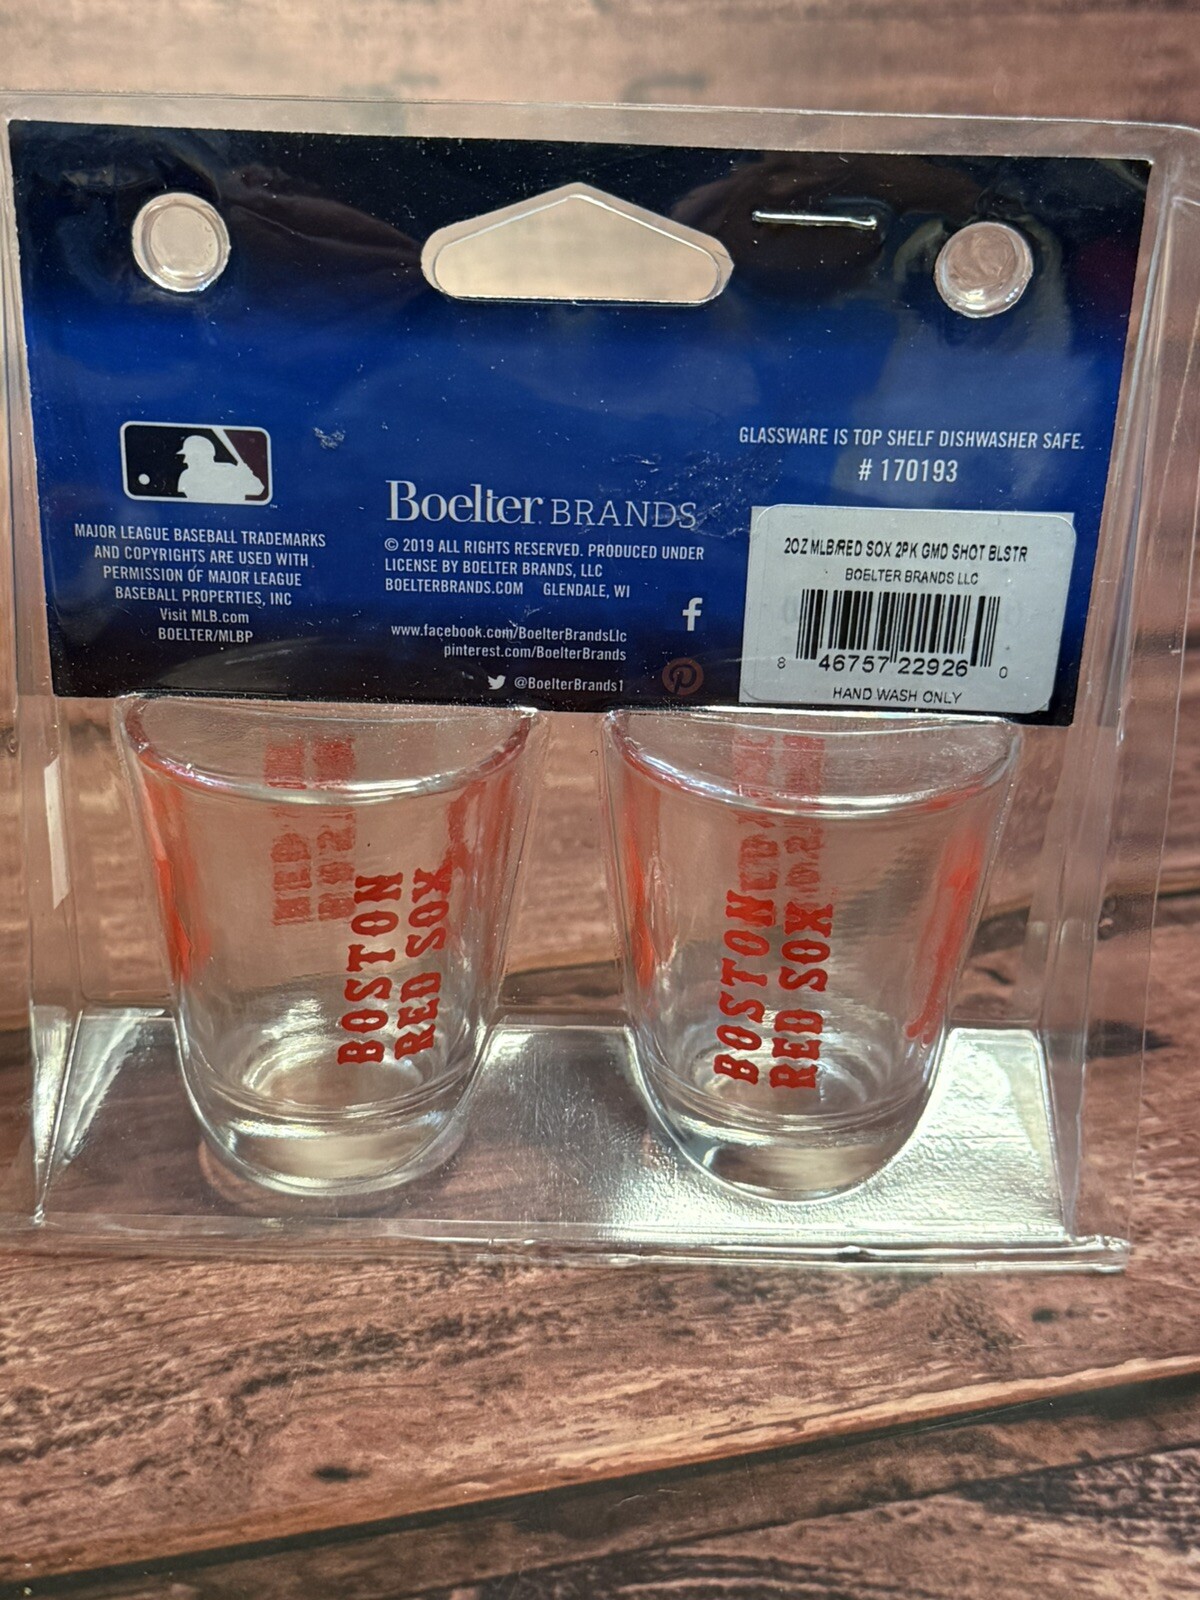 GLASSWARE IS TOP SHELF DISHWASHER SAFE.
# 170193
MAJOR LEAGUE BASEBALL TRADEMARKS
AND COPYRIGHTS ARE USED WITH
PERMISSION OF MAJOR LEAGUE
BASEBALL PROPERTIES, INC
Visit MLB.com
BOELTER/MLBP
Boelter BRANDS
© 2019 ALL RIGHTS RESERVED. PRODUCED UNDER
LICENSE BY BOELTER BRANDS, LLC
BOELTERBRANDS.COM GLENDALE, WI
www.facebook.com/BoelterBrandsLlc
pinterest.com/BoelterBrands
@BoelterBrands1
2OZ MLB/RED SOX 2PK GMD SHOT BLSTR
BOELTER BRANDS LLC
8 46757 22926 0
HAND WASH ONLY
BOSTON
RED SOX
BOSTON
RED SOX